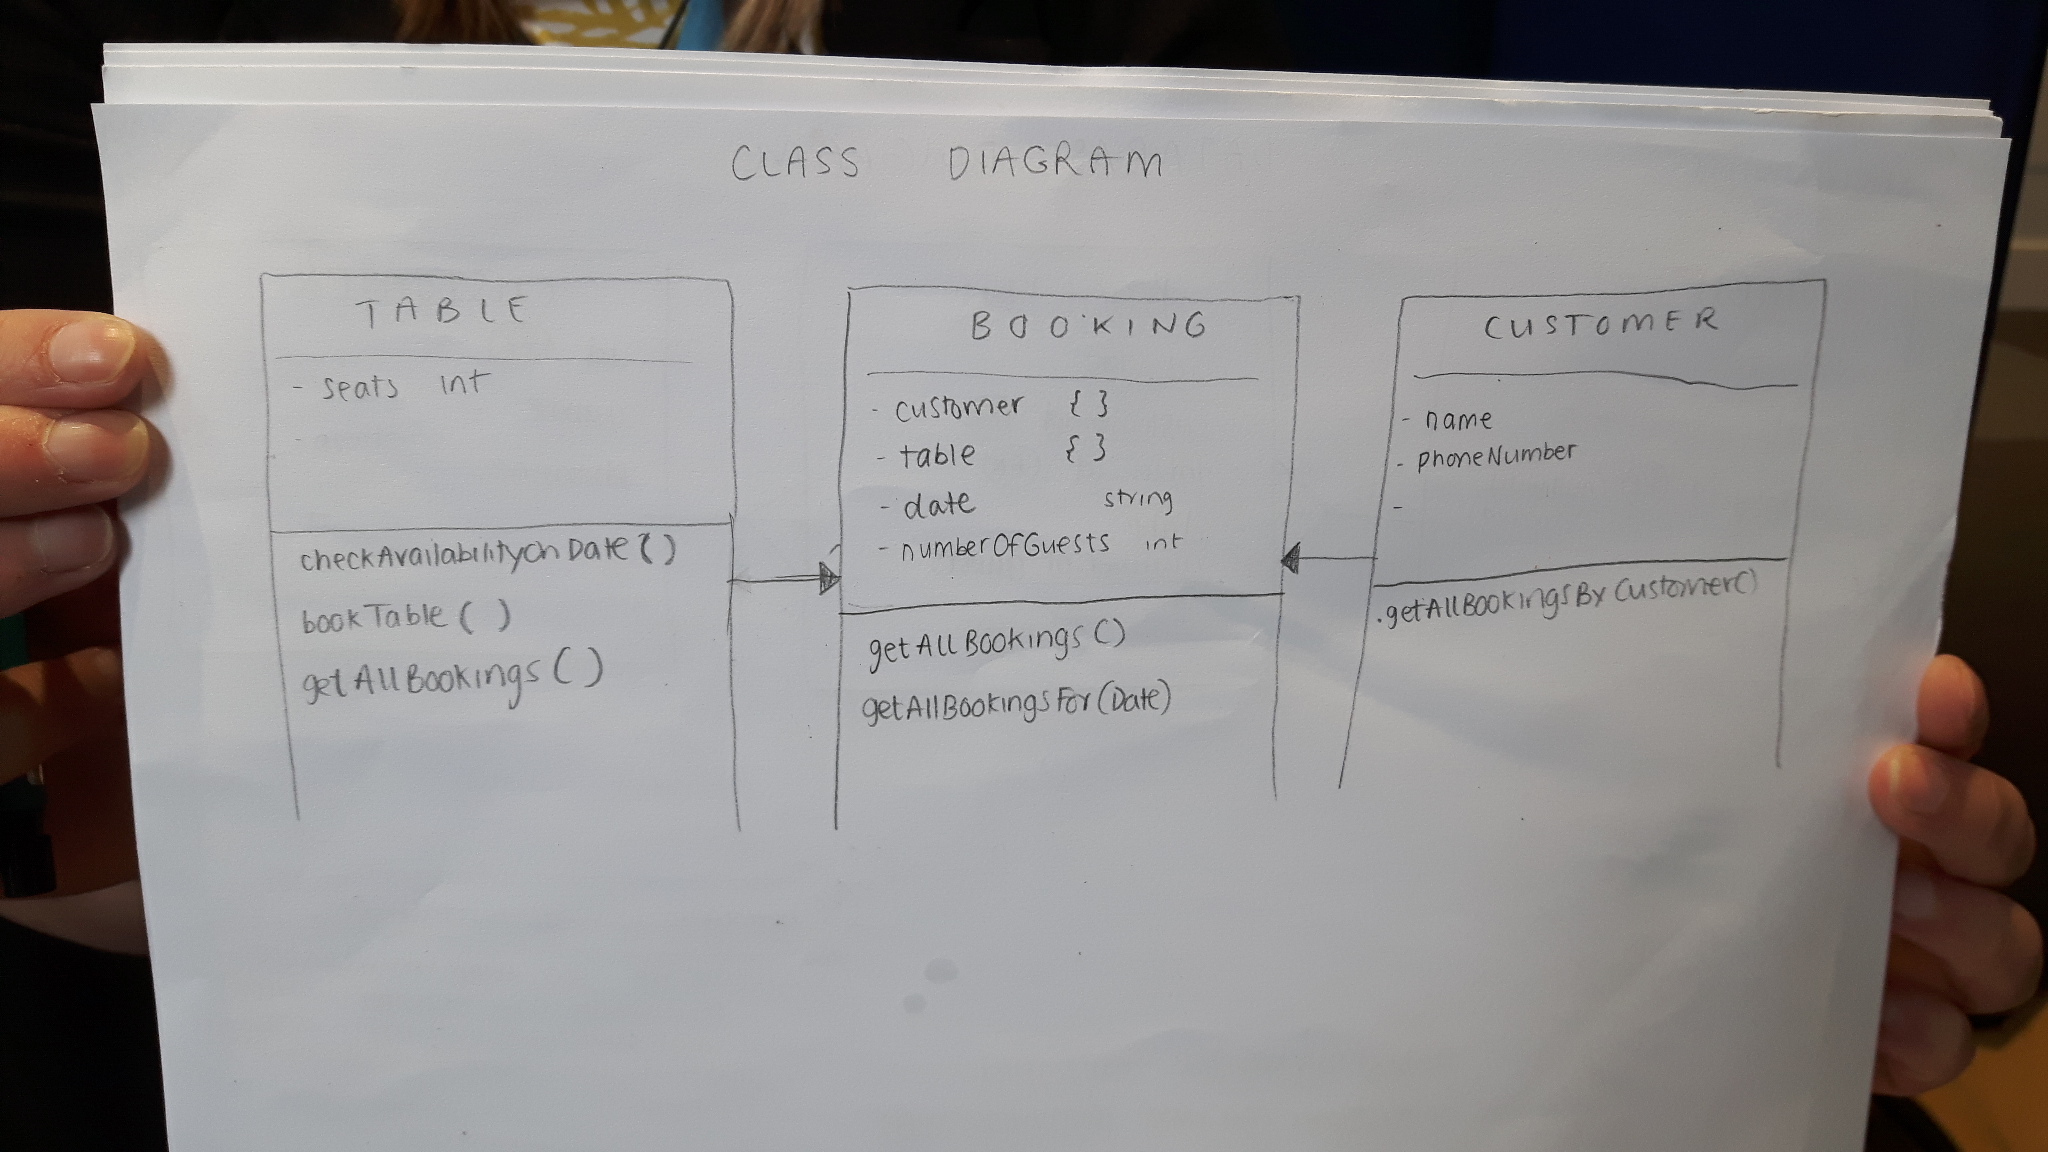 CLASS DIAGRAM
TABLE
- seats int
-
checkAvailabilityOnDate()
bookTable()
getAllBookings()
BOOKING
- customer { }
- table { }
- date string
- numberOfGuests int
getAllBookings()
getAllBookingsFor(Date)
CUSTOMER
- name
- phoneNumber
-
.getAllBookingsByCustomer()